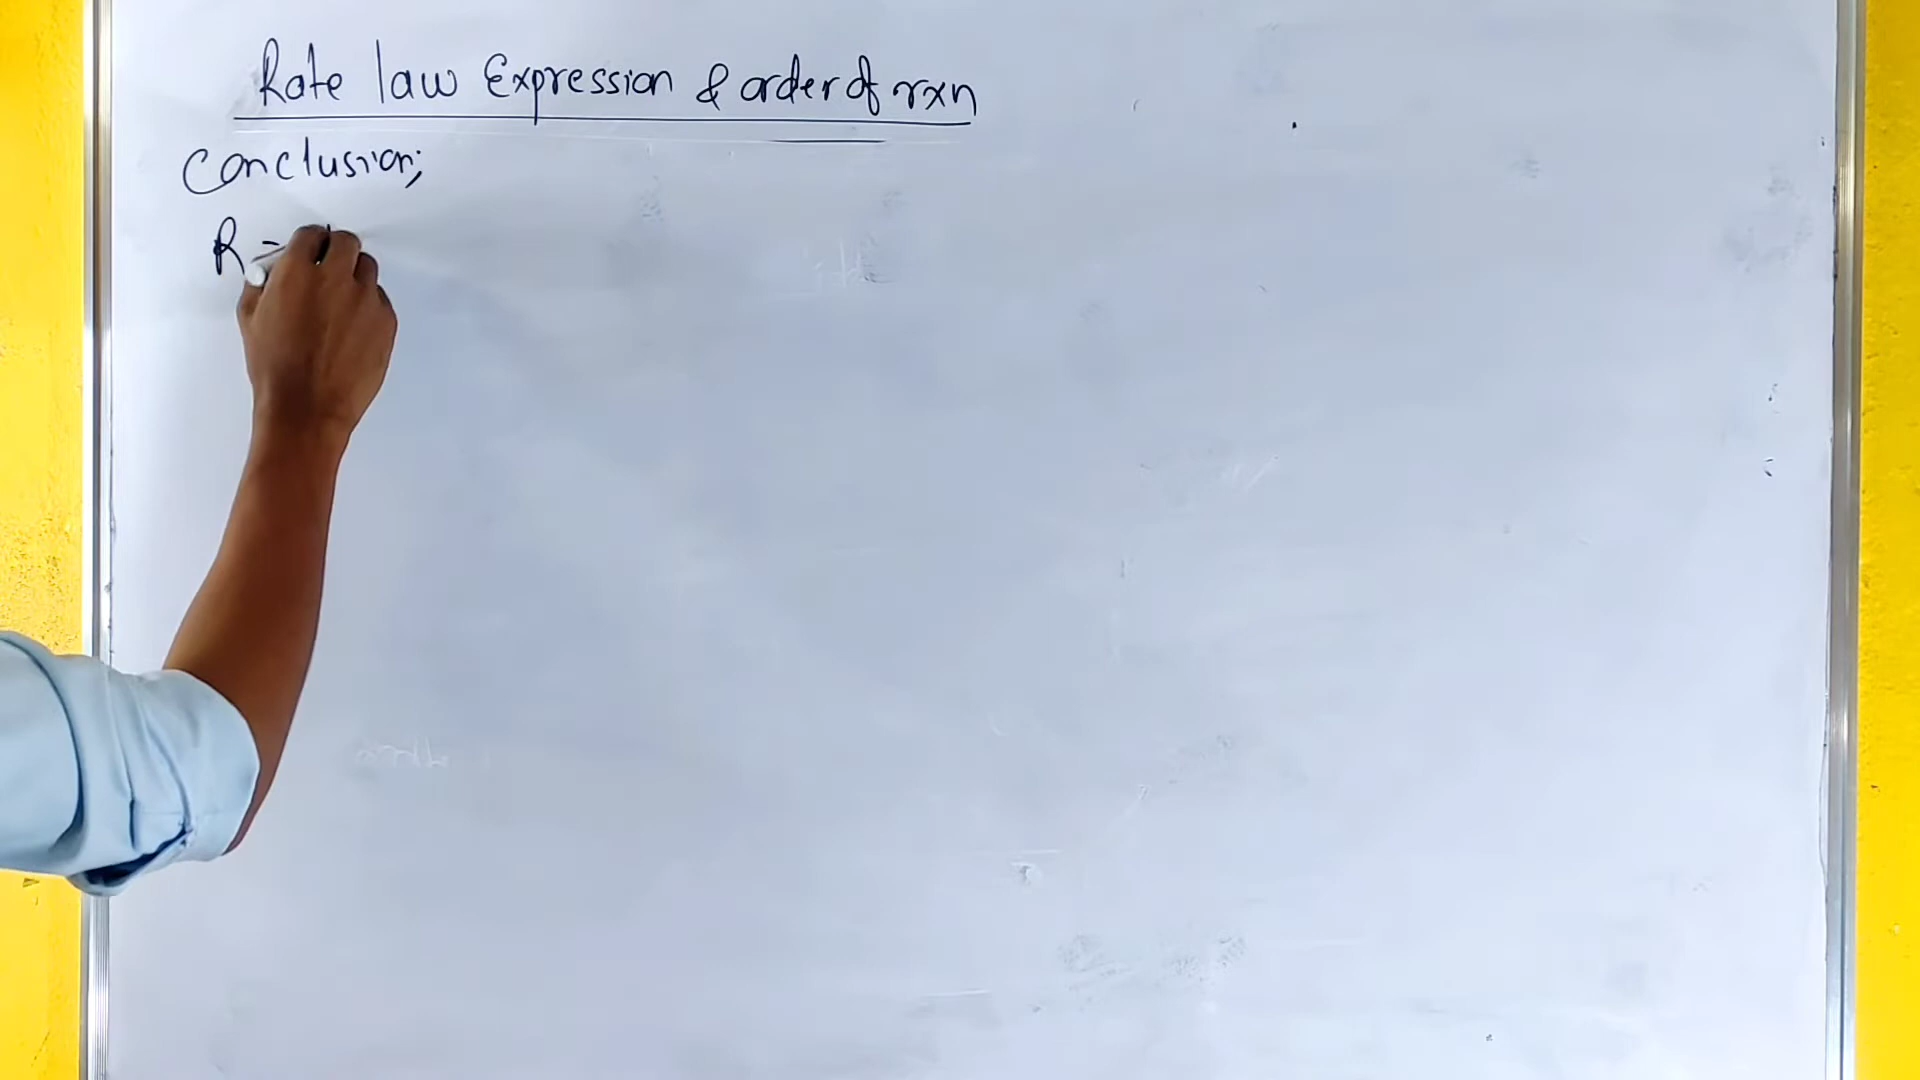 Rate law Expression & order of rxn
Conclusion;
R =